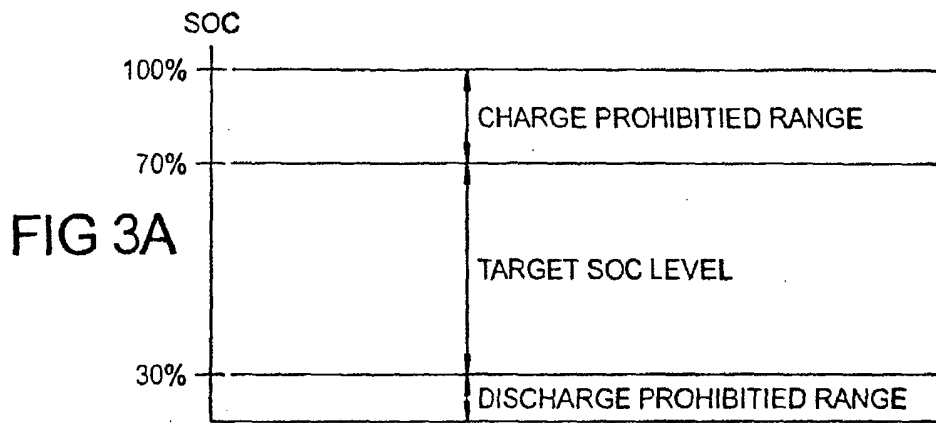 SOC
100%
CHARGE PROHIBITIED RANGE
70%
FIG 3A
TARGET SOC LEVEL
30%
DISCHARGE PROHIBITIED RANGE